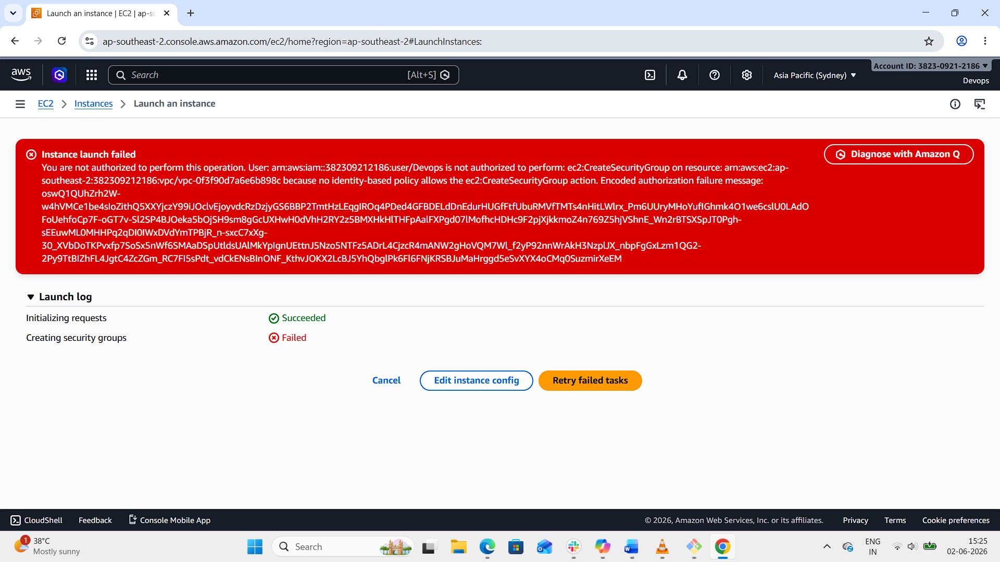 Launch an instance | EC2 | ap-sc
ap-southeast-2.console.aws.amazon.com/ec2/home?region=ap-southeast-2#LaunchInstances:
aws
Search
[Alt+S]
Asia Pacific (Sydney)
Account ID: 3823-0921-2186
Devops
EC2
Instances
Launch an instance
Instance launch failed
Diagnose with Amazon Q
You are not authorized to perform this operation. User: arn:aws:iam::382309212186:user/Devops is not authorized to perform: ec2:CreateSecurityGroup on resource: arn:aws:ec2:ap-
southeast-2:382309212186:vpc/vpc-0f3f90d7a6e6b898c because no identity-based policy allows the ec2:CreateSecurityGroup action. Encoded authorization failure message:
oswQ1QUhZrh2W-
w4hVMCe1be4sIoZithQ5XXYjczY99iJOclvEjoyvdcRzDzjyGS6BBP2TmtHzLEqgIROq4PDed4GFBDELdDnEdurHUGfFtfUbuRMVfTMTs4nHitLWlrx_Pm6UUryMHoYufIGhmk4O1we6cslU0LAdO
FoUehfoCp7F-oGT7v-Sl2SP4BJOeka5bOjSH9sm8gGcUXHwH0dVhH2RY2z5BMXHkHlTHFpAalFXPgd07lMofhcHDHc9F2pjXjkkmoZ4n769Z5hjVShnE_Wn2rBTSXSpJT0Pgh-
sEEuwML0MHHPq2qDI0IWxDVdYmTPBjR_n-sxcC7xXg-
30_XVbDoTKPvxfp7SoSx5nWf6SMAaDSpUtldsUAlMkYpIgnUEttnJ5Nzo5NTFz5ADrL4CjzcR4mANW2gHoVQM7Wl_f2yP92nnWrAkH3NzplJX_nbpFgGxLzm1QG2-
2Py9TtBIZhFL4JgtC4ZcZGm_RC7FI5sPdt_vdCkENsBInONF_KthvJOKX2LcBJ5YhQbglPk6Fl6FNjKRSBJuMaHrggd5eSvXYX4oCMq0SuzmirXeEM
Launch log
Initializing requests
Succeeded
Creating security groups
Failed
Cancel
Edit instance config
Retry failed tasks
CloudShell
Feedback
Console Mobile App
© 2026, Amazon Web Services, Inc. or its affiliates.
Privacy
Terms
Cookie preferences
1
38°C
Mostly sunny
Search
ENG
IN
15:25
02-06-2026